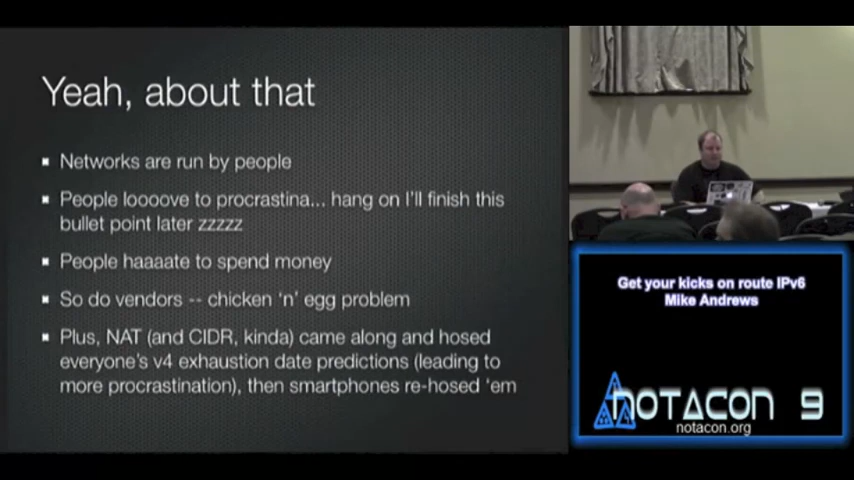 Yeah, about that
Networks are run by people
People loooove to procrastina... hang on I'll finish this
bullet point later zzzzz
People haaaate to spend money
So do vendors -- chicken 'n' egg problem
Plus, NAT (and CIDR, kinda) came along and hosed
everyone's v4 exhaustion date predictions (leading to
more procrastination), then smartphones re-hosed 'em
Get your kicks on route IPv6
Mike Andrews
NOTACON 9
notacon.org